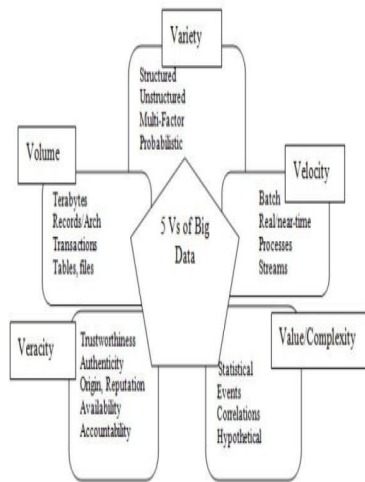 Variety
Structured
Unstructured
Multi-Factor
Probabilistic
Volume
Terabytes
Records/Arch
Transactions
Tables, files
Velocity
Batch
Real/near-time
Processes
Streams
5 Vs of Big
Data
Veracity
Trustworthiness
Authenticity
Origin, Reputation
Availability
Accountability
Value/Complexity
Statistical
Events
Correlations
Hypothetical